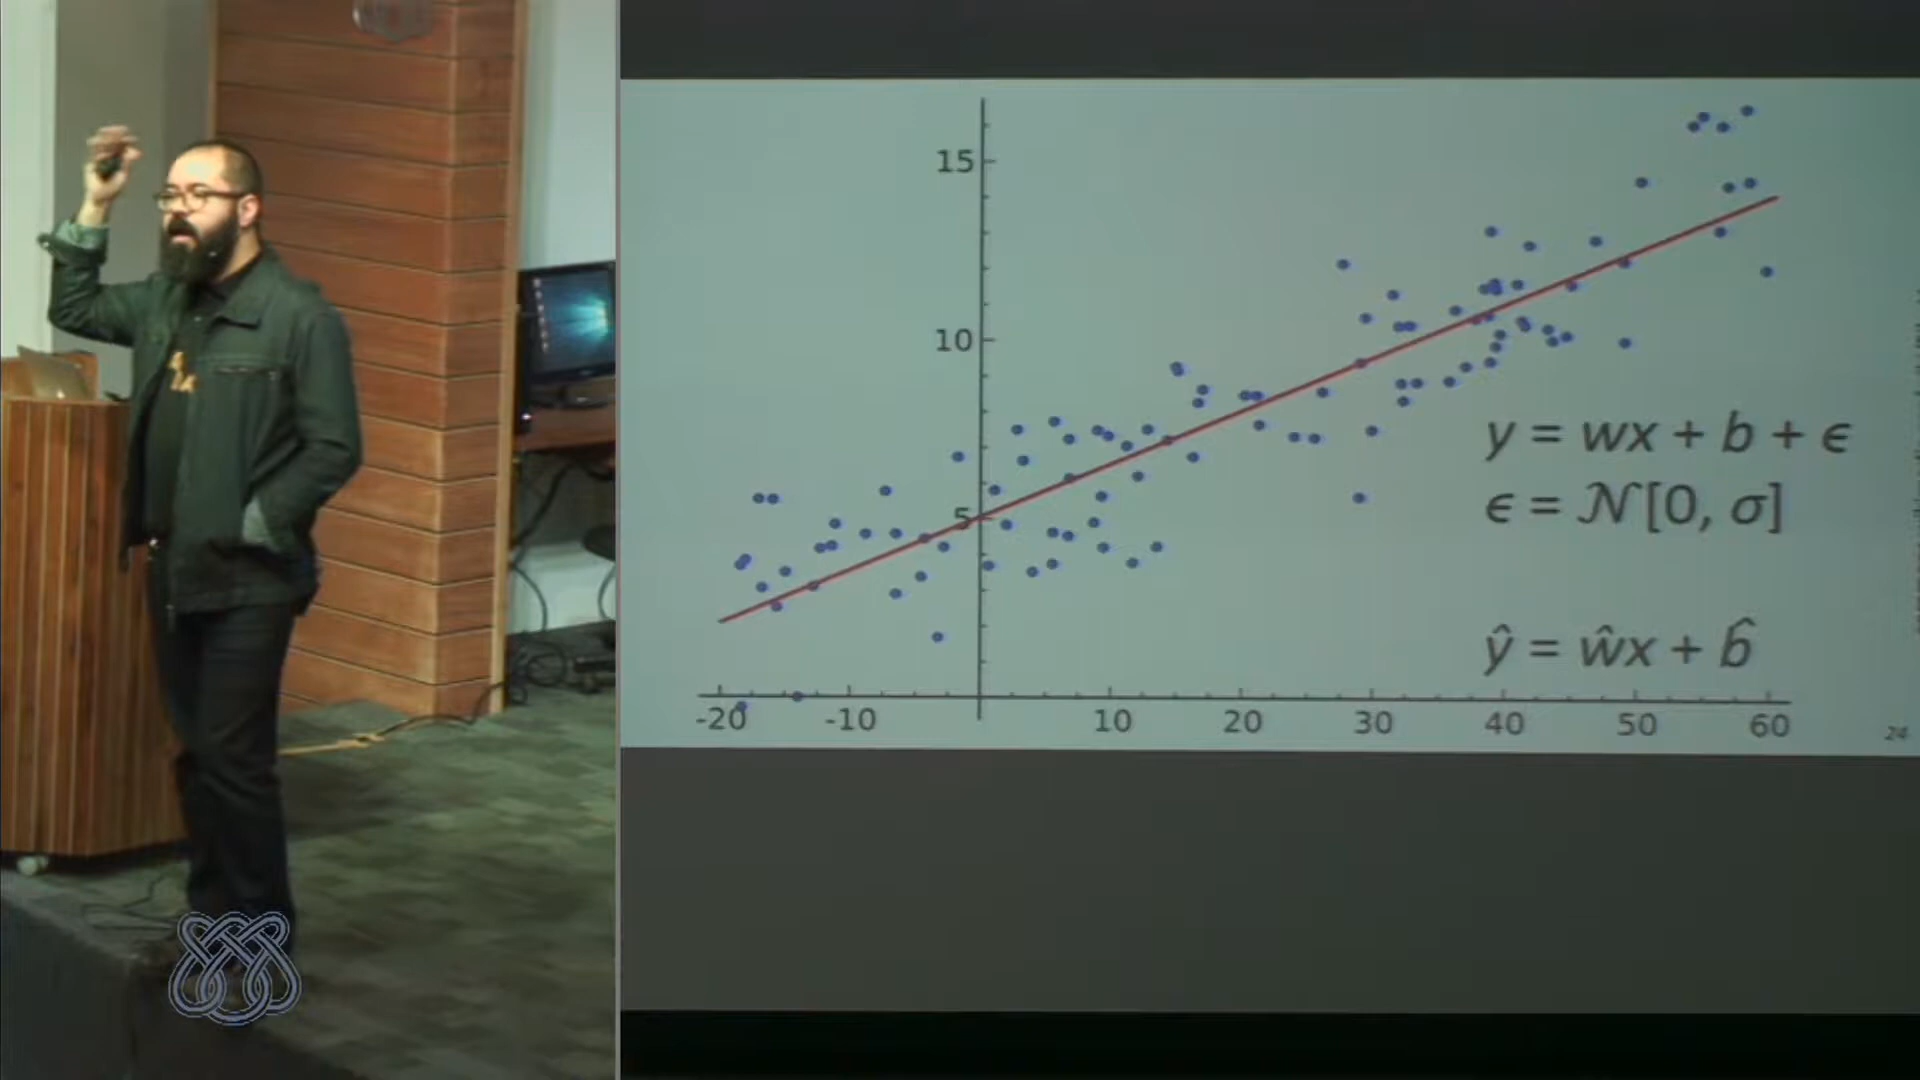 15
10
5
y = wx + b + ϵ
ϵ = 𝒩[0, σ]
ŷ = ŵx + b̂
-20 -10 10 20 30 40 50 60
24